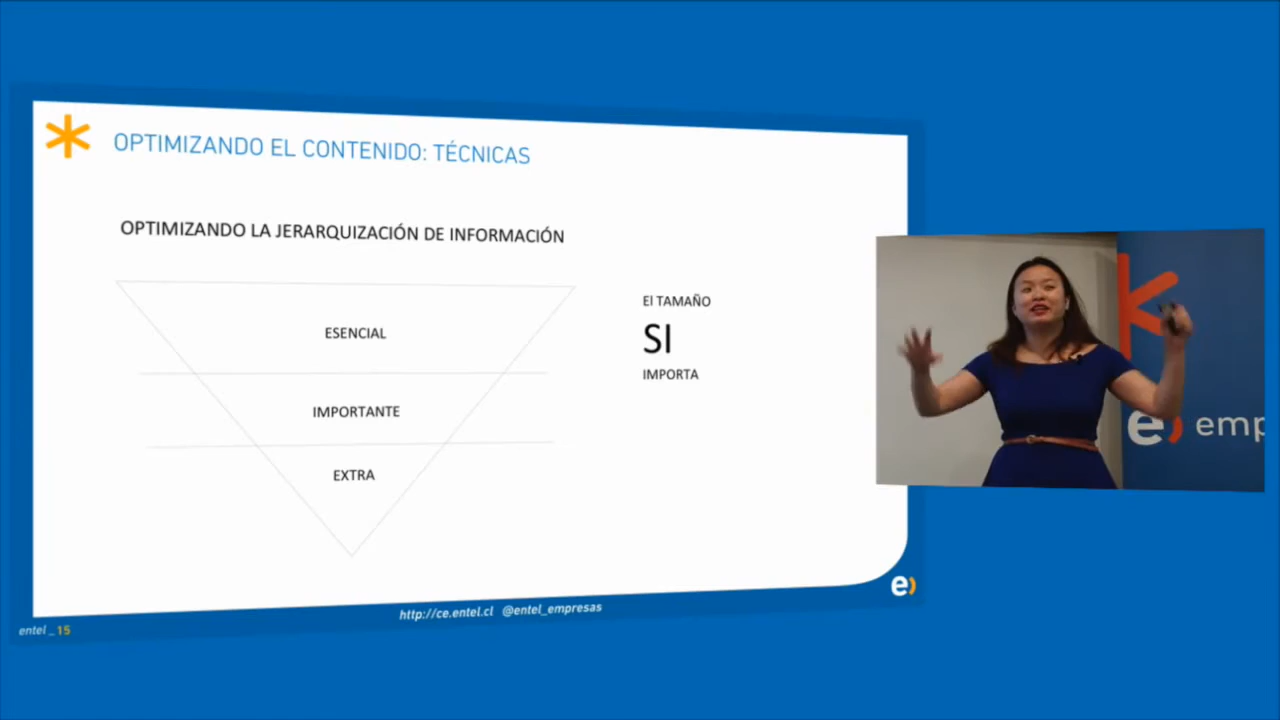 OPTIMIZANDO EL CONTENIDO: TÉCNICAS
OPTIMIZANDO LA JERARQUIZACIÓN DE INFORMACIÓN
ESENCIAL
IMPORTANTE
EXTRA
El TAMAÑO
SI
IMPORTA
e) emp
e)
http://ce.entel.cl @entel_empresas
entel _15